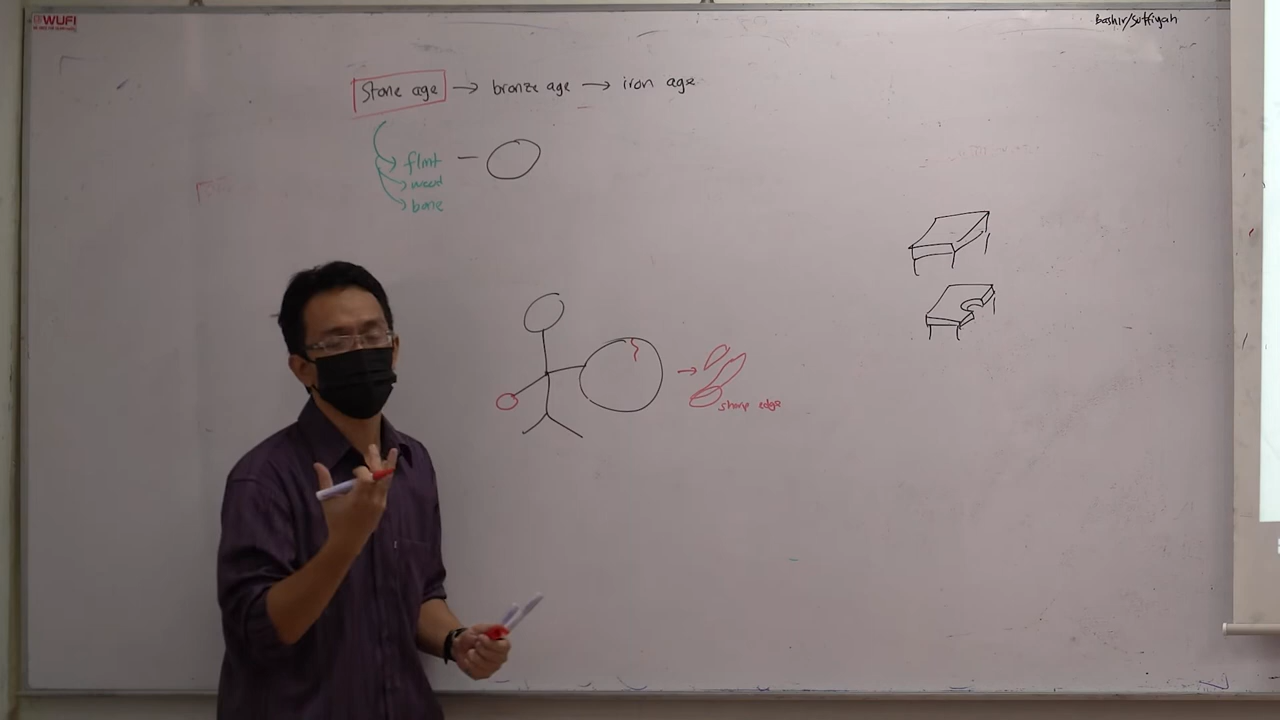 WUFI
bashir/suffiyah
Stone age → bronze age → iron age
flint
wood
bone
sharp edge